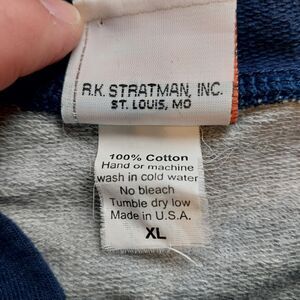 R.K. STRATMAN, INC.
ST. LOUIS, MO
100% Cotton
Hand or machine
wash in cold water
No bleach
Tumble dry low
Made in U.S.A.
XL